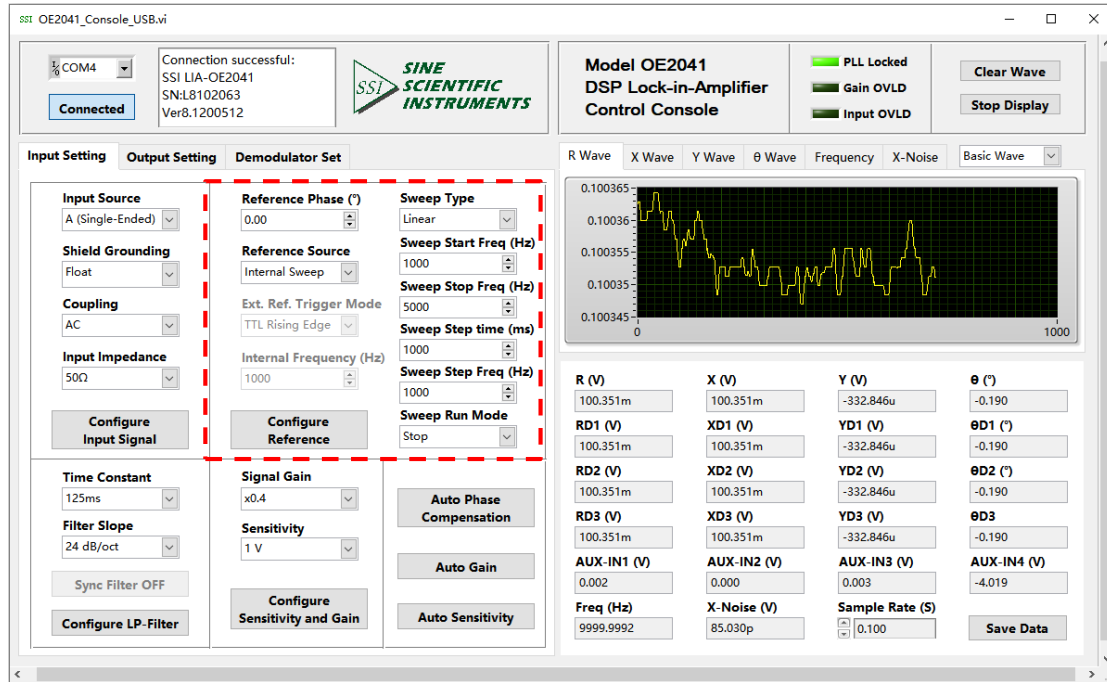 SSI OE2041_Console_USB.vi
I/O COM4
Connected
Connection successful:
SSI LIA-OE2041
SN:L8102063
Ver8.1200512
SSI
SINE
SCIENTIFIC
INSTRUMENTS
Model OE2041
DSP Lock-in-Amplifier
Control Console
PLL Locked
Gain OVLD
Input OVLD
Clear Wave
Stop Display
Input Setting Output Setting Demodulator Set
Input Source
A (Single-Ended)
Shield Grounding
Float
Coupling
AC
Input Impedance
50Ω
Configure
Input Signal
Reference Phase (°)
0.00
Reference Source
Internal Sweep
Ext. Ref. Trigger Mode
TTL Rising Edge
Internal Frequency (Hz)
1000
Configure
Reference
Sweep Type
Linear
Sweep Start Freq (Hz)
1000
Sweep Stop Freq (Hz)
5000
Sweep Step time (ms)
1000
Sweep Step Freq (Hz)
1000
Sweep Run Mode
Stop
Time Constant
125ms
Filter Slope
24 dB/oct
Sync Filter OFF
Configure LP-Filter
Signal Gain
x0.4
Sensitivity
1 V
Configure
Sensitivity and Gain
Auto Phase
Compensation
Auto Gain
Auto Sensitivity
R Wave X Wave Y Wave θ Wave Frequency X-Noise Basic Wave
0.100365
0.10036
0.100355
0.10035
0.100345
0 1000
R (V) X (V) Y (V) θ (°)
100.351m 100.351m -332.846u -0.190
RD1 (V) XD1 (V) YD1 (V) θD1 (°)
100.351m 100.351m -332.846u -0.190
RD2 (V) XD2 (V) YD2 (V) θD2 (°)
100.351m 100.351m -332.846u -0.190
RD3 (V) XD3 (V) YD3 (V) θD3
100.351m 100.351m -332.846u -0.190
AUX-IN1 (V) AUX-IN2 (V) AUX-IN3 (V) AUX-IN4 (V)
0.002 0.000 0.003 -4.019
Freq (Hz) X-Noise (V) Sample Rate (S)
9999.9992 85.030p 0.100 Save Data